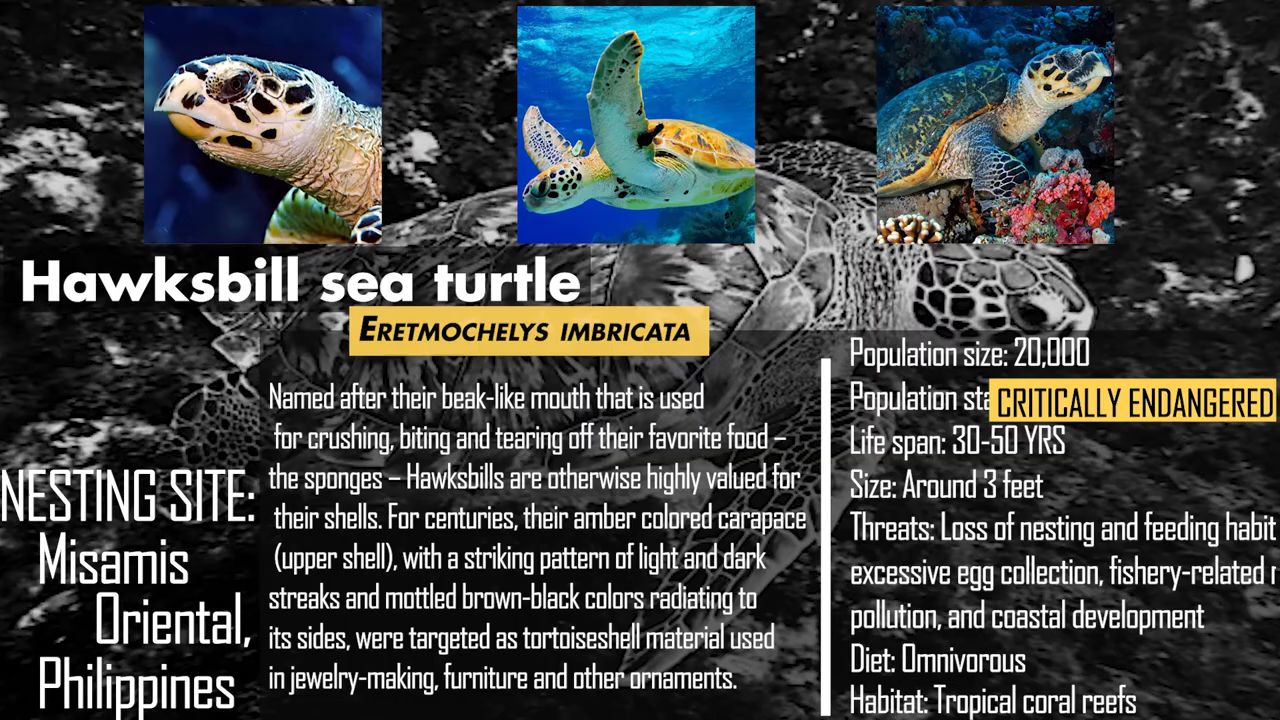 Hawksbill sea turtle
ERETMOCHELYS IMBRICATA
NESTING SITE:
Misamis
Oriental,
Philippines
Named after their beak-like mouth that is used
for crushing, biting and tearing off their favorite food –
the sponges – Hawksbills are otherwise highly valued for
their shells. For centuries, their amber colored carapace
(upper shell), with a striking pattern of light and dark
streaks and mottled brown-black colors radiating to
its sides, were targeted as tortoiseshell material used
in jewelry-making, furniture and other ornaments.
Population size: 20,000
Population CRITICALLY ENDANGERED
Life span: 30-50 YRS
Size: Around 3 feet
Threats: Loss of nesting and feeding
excessive egg collection, fishery-related
pollution, and coastal development
Diet: Omnivorous
Habitat: Tropical coral reefs